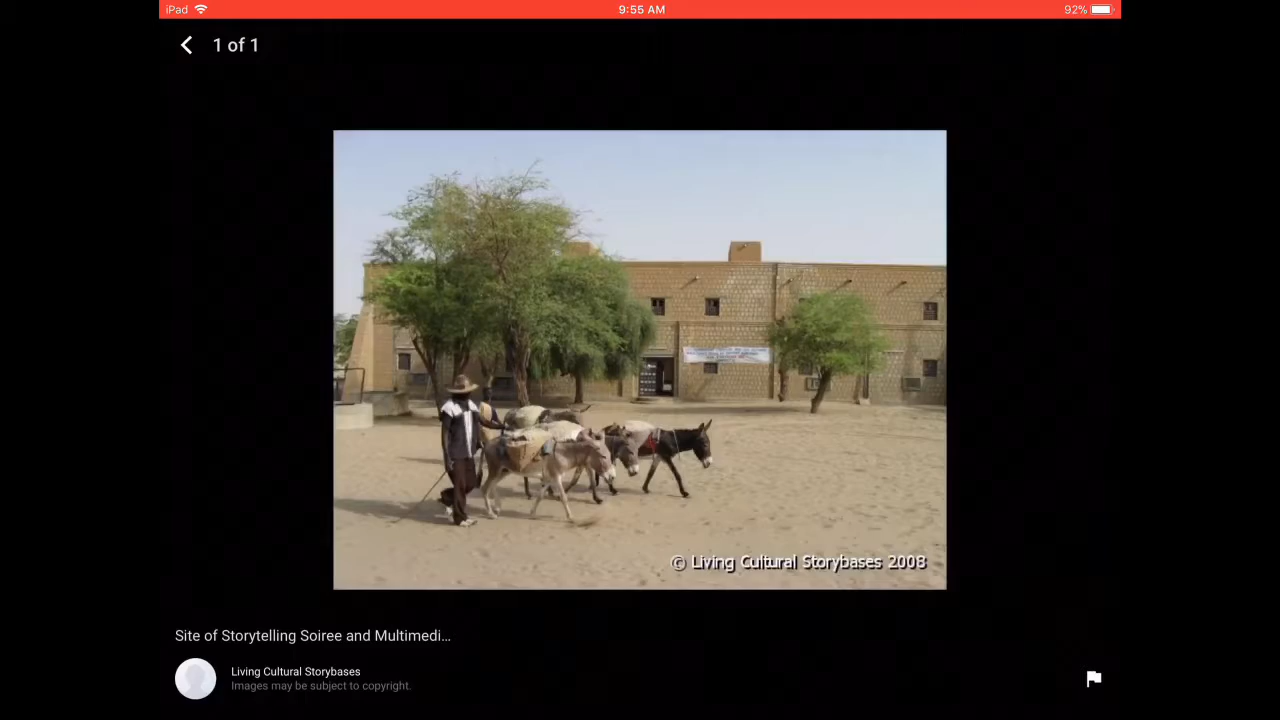 iPad 9:55 AM 92%
1 of 1
© Living Cultural Storybases 2008
Site of Storytelling Soiree and Multimedi…
Living Cultural Storybases
Images may be subject to copyright.